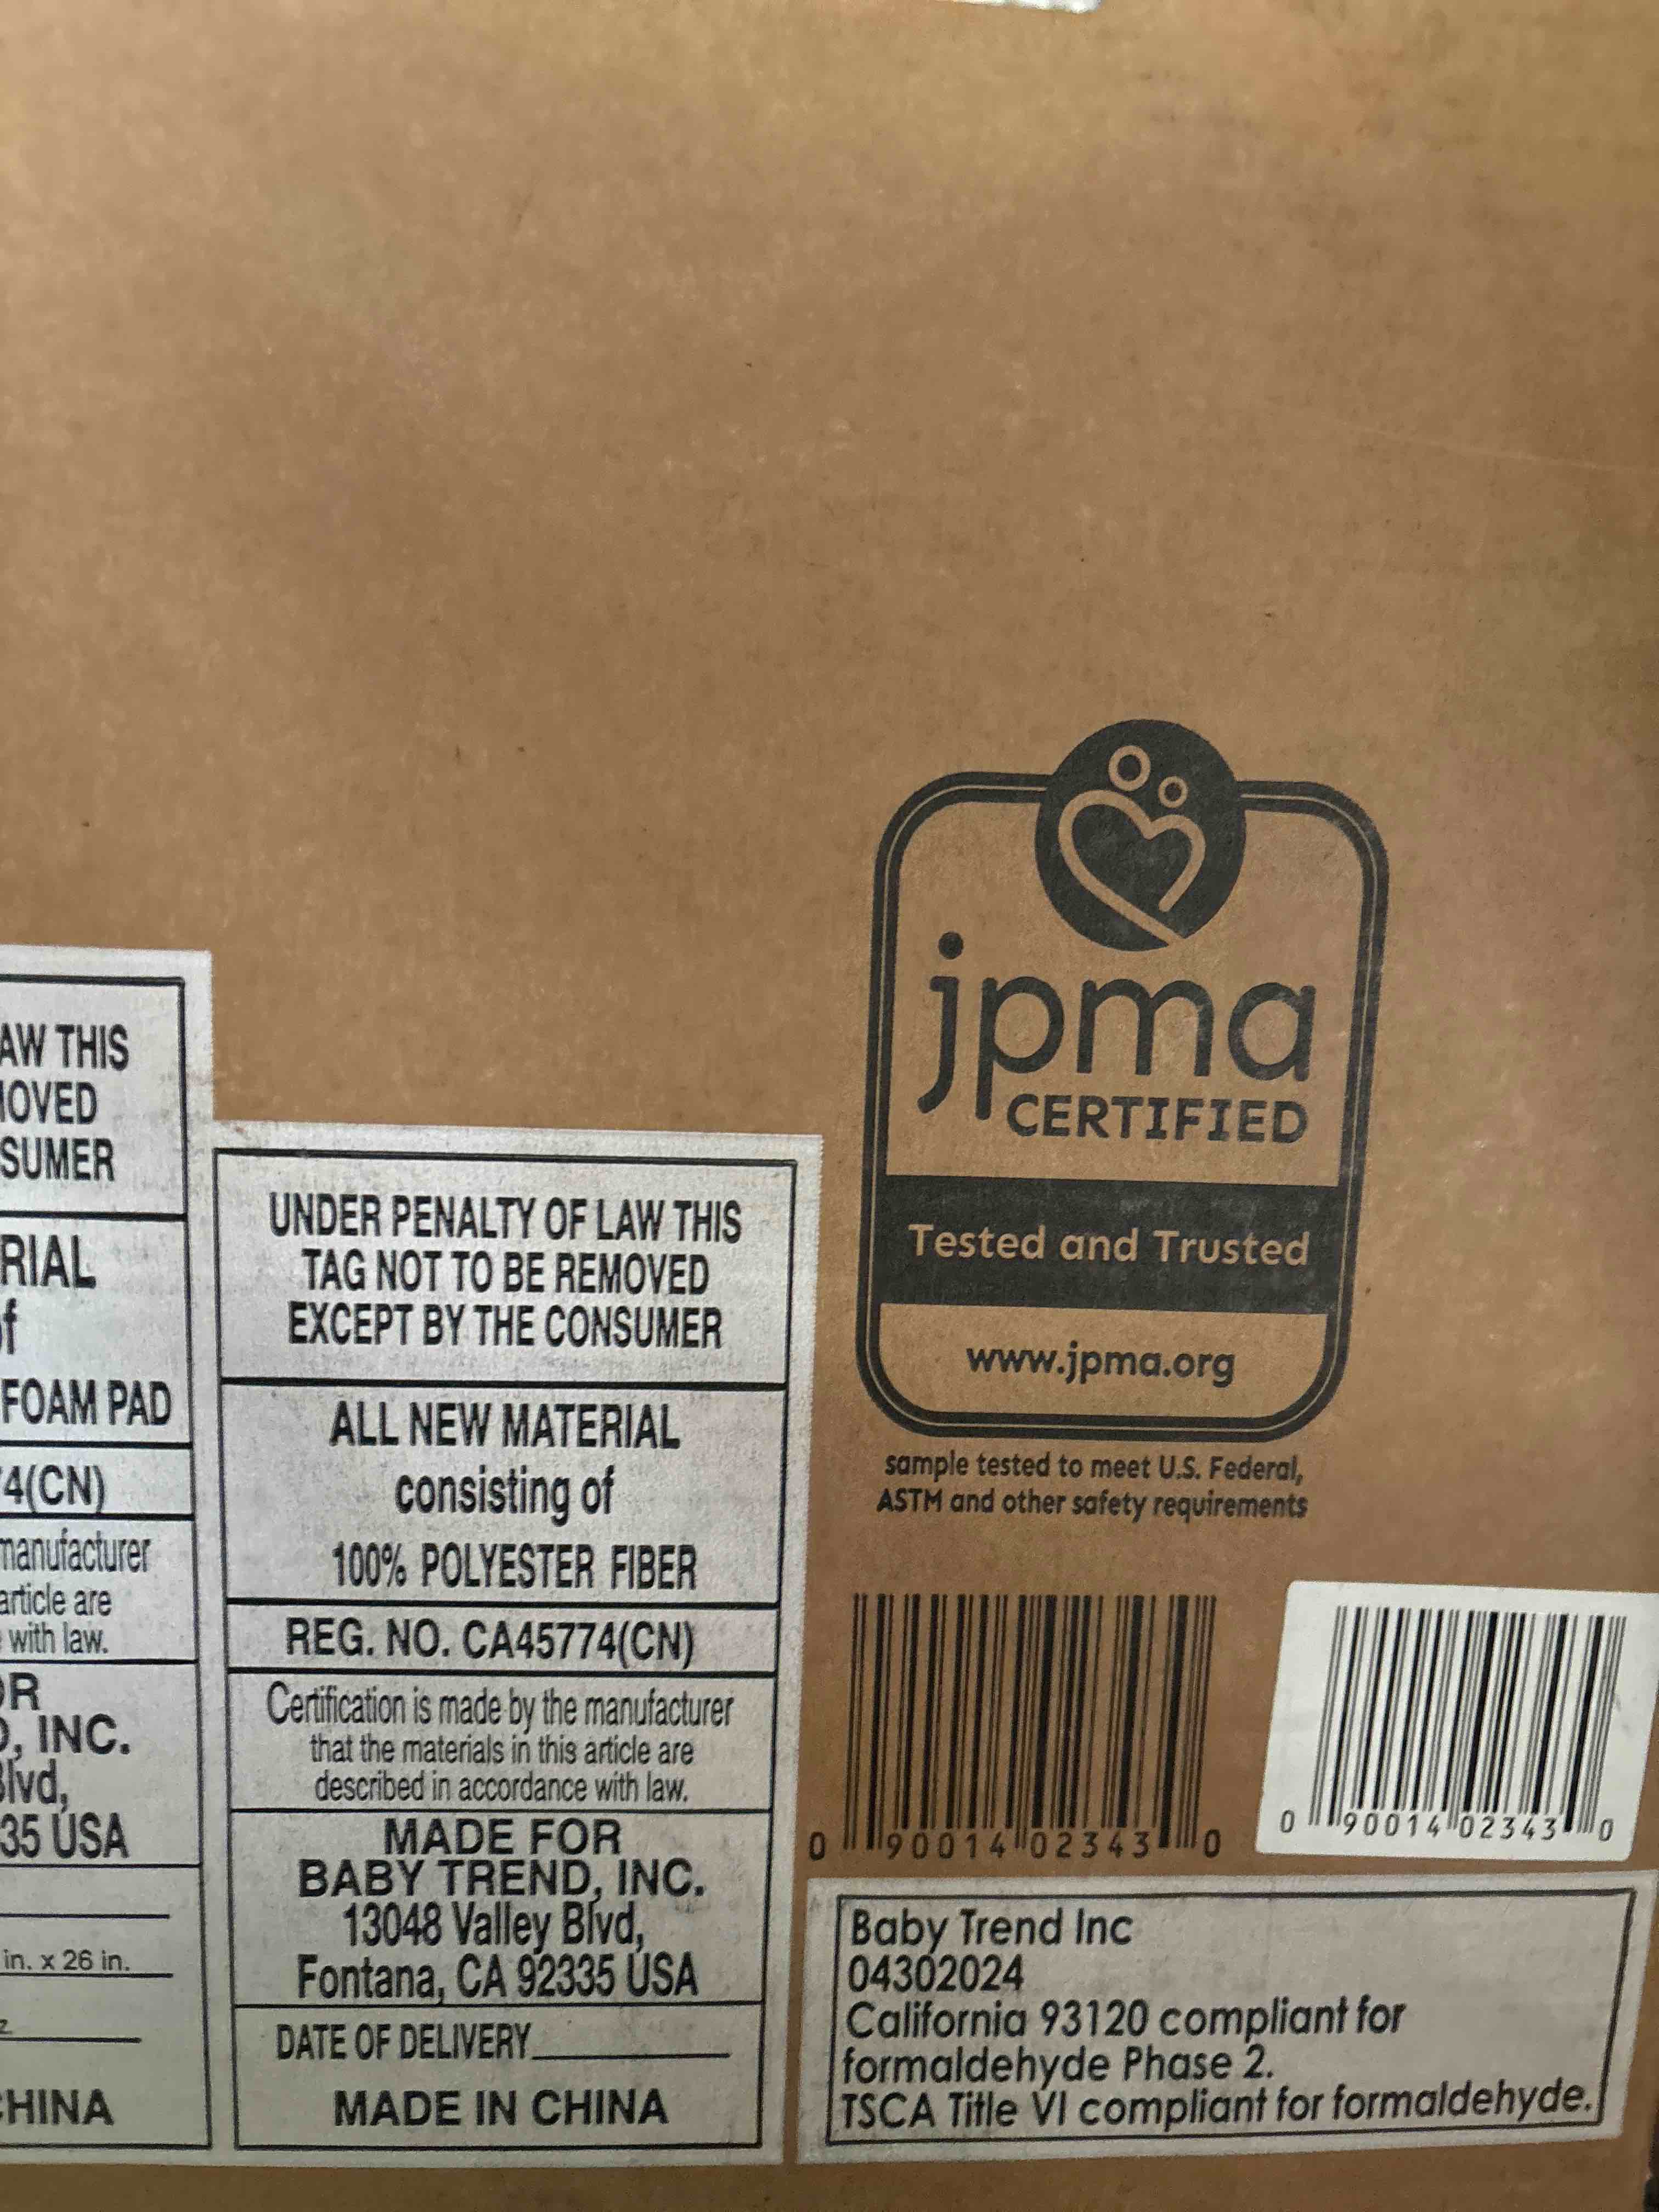 AW THIS
OVED
SUMER
RIAL
of
FOAM PAD
4(CN)
manufacturer
article are
with law.
OR
D, INC.
Blvd,
35 USA
in. x 26 in.
z
CHINA
UNDER PENALTY OF LAW THIS
TAG NOT TO BE REMOVED
EXCEPT BY THE CONSUMER
ALL NEW MATERIAL
consisting of
100% POLYESTER FIBER
REG. NO. CA45774(CN)
Certification is made by the manufacturer
that the materials in this article are
described in accordance with law.
MADE FOR
BABY TREND, INC.
13048 Valley Blvd,
Fontana, CA 92335 USA
DATE OF DELIVERY
MADE IN CHINA
jpma
CERTIFIED
Tested and Trusted
www.jpma.org
sample tested to meet U.S. Federal,
ASTM and other safety requirements
0 90014 02343 0
0 90014 02343 0
Baby Trend Inc
04302024
California 93120 compliant for
formaldehyde Phase 2.
TSCA Title VI compliant for formaldehyde.